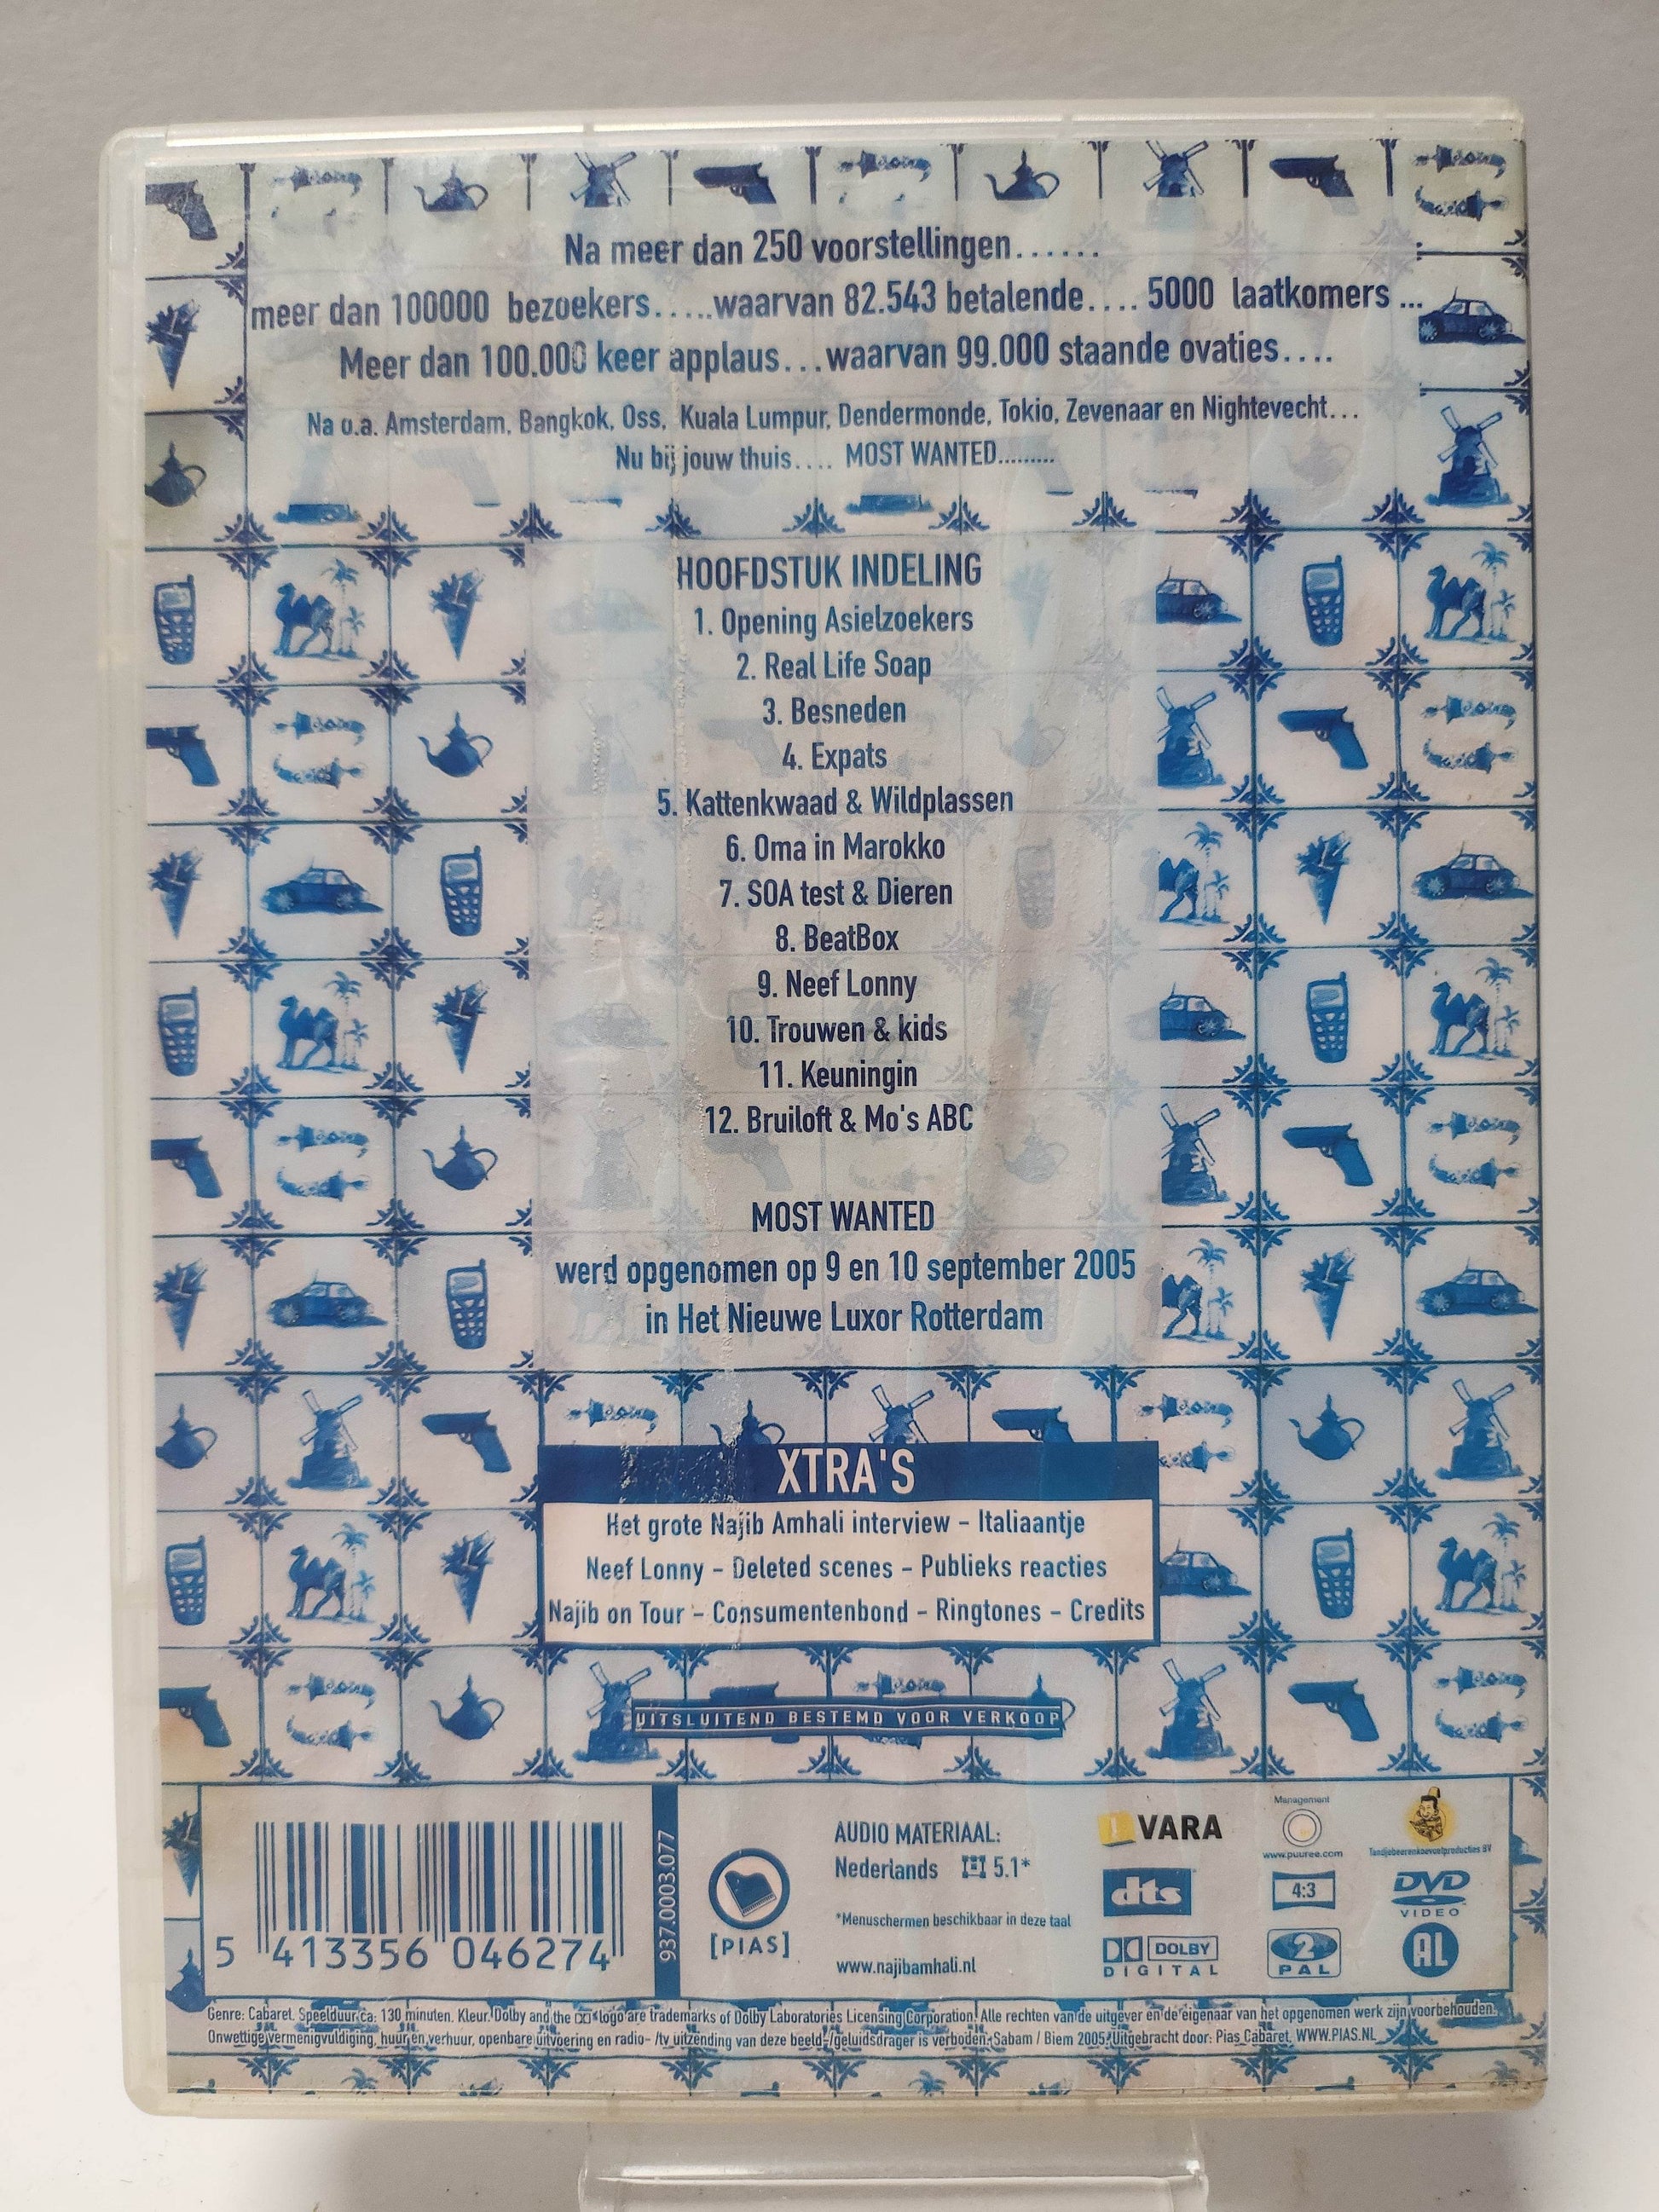 Na meer dan 250 voorstellingen......
meer dan 100000 bezoekers.....waarvan 82.543 betalende.... 5000 laatkomers ...
Meer dan 100.000 keer applaus...waarvan 99.000 staande ovaties....
Na o.a. Amsterdam, Bangkok, Oss, Kuala Lumpur, Dendermonde, Tokio, Zevenaar en Nightevecht...
Nu bij jouw thuis.... MOST WANTED.........
HOOFDSTUK INDELING
1. Opening Asielzoekers
2. Real Life Soap
3. Besneden
4. Expats
5. Kattenkwaad & Wildplassen
6. Oma in Marokko
7. SOA test & Dieren
8. BeatBox
9. Neef Lonny
10. Trouwen & kids
11. Keuningin
12. Bruiloft & Mo's ABC
MOST WANTED
werd opgenomen op 9 en 10 september 2005
in Het Nieuwe Luxor Rotterdam
XTRA'S
Het grote Najib Amhali interview – Italiaantje
Neef Lonny – Deleted scenes – Publieks reacties
Najib on Tour – Consumentenbond – Ringtones – Credits
UITSLUITEND BESTEMD VOOR VERKOOP
5 413356 046274
937.0003.077
[PIAS]
AUDIO MATERIAAL:
Nederlands 5.1*
*Menuschermen beschikbaar in deze taal
www.najibamhali.nl
VARA
Management
www.puuree.com
Tandjebeerenkoevoetproducties BV
dts
4:3
DVD
VIDEO
DOLBY
DIGITAL
2
PAL
AL
Genre: Cabaret. Speelduur ca: 130 minuten. Kleur. Dolby and the logo are trademarks of Dolby Laboratories Licensing Corporation. Alle rechten van de uitgever en de eigenaar van het opgenomen werk zijn voorbehouden.
Onwettige vermenigvuldiging, huur en verhuur, openbare uitvoering en radio- /tv uitzending van deze beeld-/geluidsdrager is verboden. Sabam / Biem 2005. Uitgebracht door: Pias Cabaret, WWW.PIAS.NL